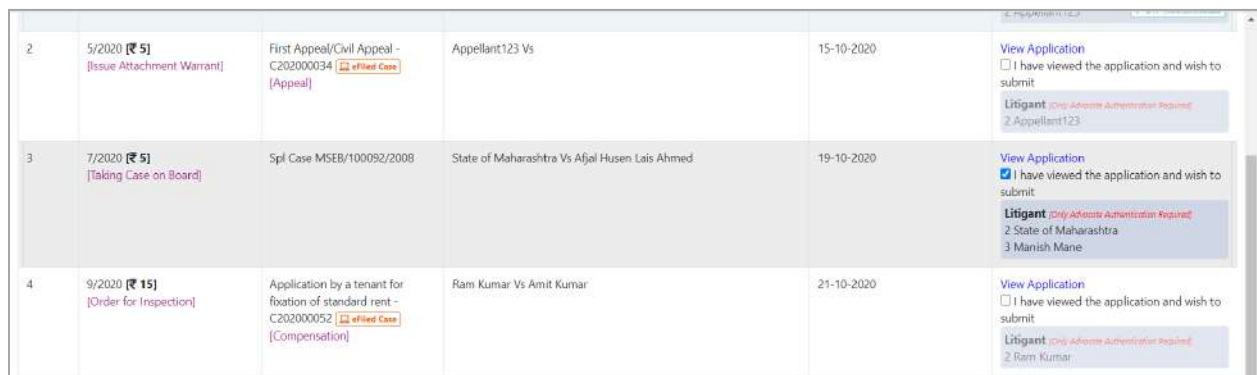 2 Appellant123
2 5/2020 [₹ 5] First Appeal/Civil Appeal - Appellant123 Vs 15-10-2020 View Application
[Issue Attachment Warrant] C202000034 eFiled Case I have viewed the application and wish to
[Appeal] submit
Litigant [Only Advocate Authentication Required]
2 Appellant123
3 7/2020 [₹ 5] Spl Case MSEB/100092/2008 State of Maharashtra Vs Afjal Husen Lais Ahmed 19-10-2020 View Application
[Taking Case on Board] I have viewed the application and wish to
submit
Litigant [Only Advocate Authentication Required]
2 State of Maharashtra
3 Manish Mane
4 9/2020 [₹ 15] Application by a tenant for Ram Kumar Vs Amit Kumar 21-10-2020 View Application
[Order for Inspection] fixation of standard rent - I have viewed the application and wish to
C202000052 eFiled Case submit
[Compensation] Litigant [Only Advocate Authentication Required]
2 Ram Kumar